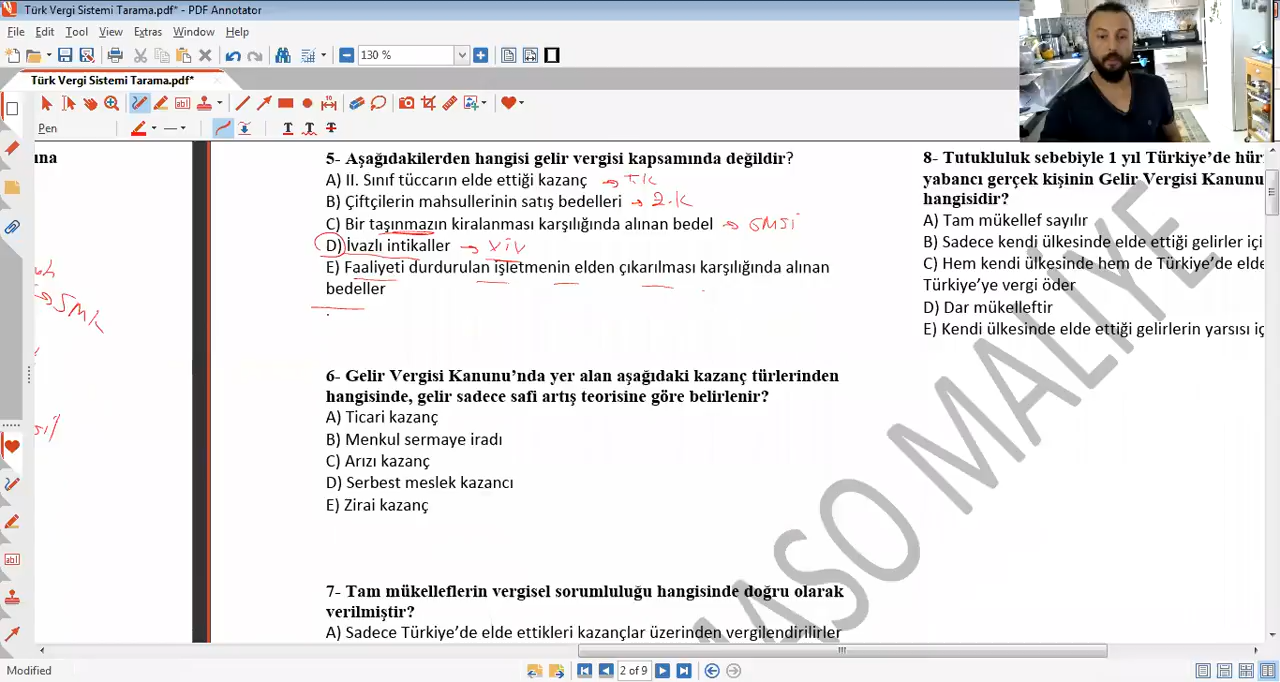 Türk Vergi Sistemi Tarama.pdf* - PDF Annotator
File Edit Tool View Extras Window Help
130 %
Türk Vergi Sistemi Tarama.pdf*
Pen
ına
SMK
5- Aşağıdakilerden hangisi gelir vergisi kapsamında değildir?
A) II. Sınıf tüccarın elde ettiği kazanç → T.K
B) Çiftçilerin mahsullerinin satış bedelleri → Z.K
C) Bir taşınmazın kiralanması karşılığında alınan bedel → GMSİ
D) İvazlı intikaller → VİV
E) Faaliyeti durdurulan işletmenin elden çıkarılması karşılığında alınan
bedeller
6- Gelir Vergisi Kanunu’nda yer alan aşağıdaki kazanç türlerinden
hangisinde, gelir sadece safi artış teorisine göre belirlenir?
A) Ticari kazanç
B) Menkul sermaye iradı
C) Arızı kazanç
D) Serbest meslek kazancı
E) Zirai kazanç
7- Tam mükelleflerin vergisel sorumluluğu hangisinde doğru olarak
verilmiştir?
A) Sadece Türkiye’de elde ettikleri kazançlar üzerinden vergilendirilirler
8- Tutukluluk sebebiyle 1 yıl Türkiye’de hür
yabancı gerçek kişinin Gelir Vergisi Kanunu
hangisidir?
A) Tam mükellef sayılır
B) Sadece kendi ülkesinde elde ettiği gelirler içi
C) Hem kendi ülkesinde hem de Türkiye’de elde
Türkiye’ye vergi öder
D) Dar mükelleftir
E) Kendi ülkesinde elde ettiği gelirlerin yarsısı iç
MASO MALİYE
Modified
2 of 9